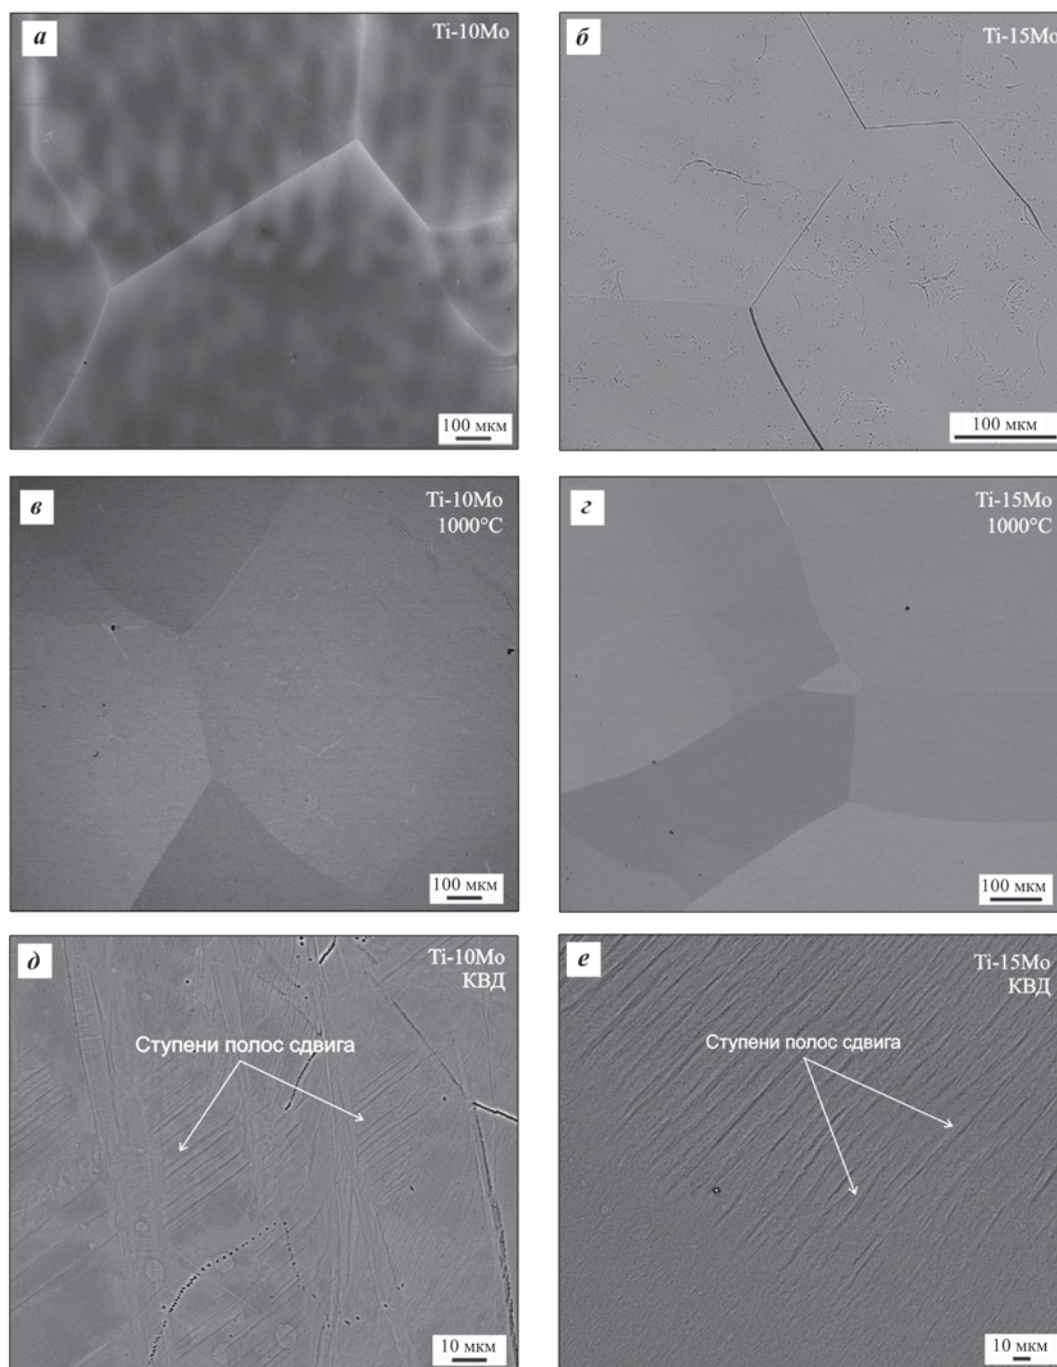 а
Ti-10Mo
100 мкм
б
Ti-15Mo
100 мкм
в
Ti-10Mo
1000°C
100 мкм
г
Ti-15Mo
1000°C
100 мкм
д
Ti-10Mo
КВД
Ступени полос сдвига
10 мкм
е
Ti-15Mo
КВД
Ступени полос сдвига
10 мкм